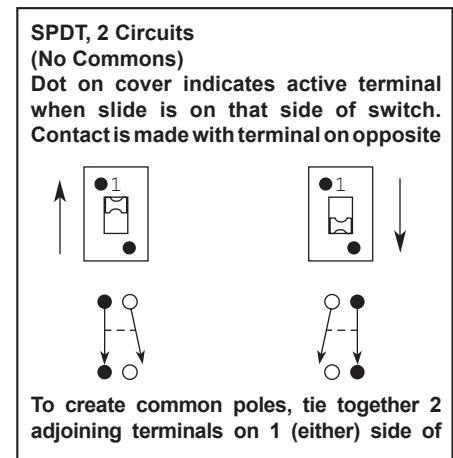 SPDT, 2 Circuits
(No Commons)
Dot on cover indicates active terminal
when slide is on that side of switch.
Contact is made with terminal on opposite
1
1
To create common poles, tie together 2
adjoining terminals on 1 (either) side of